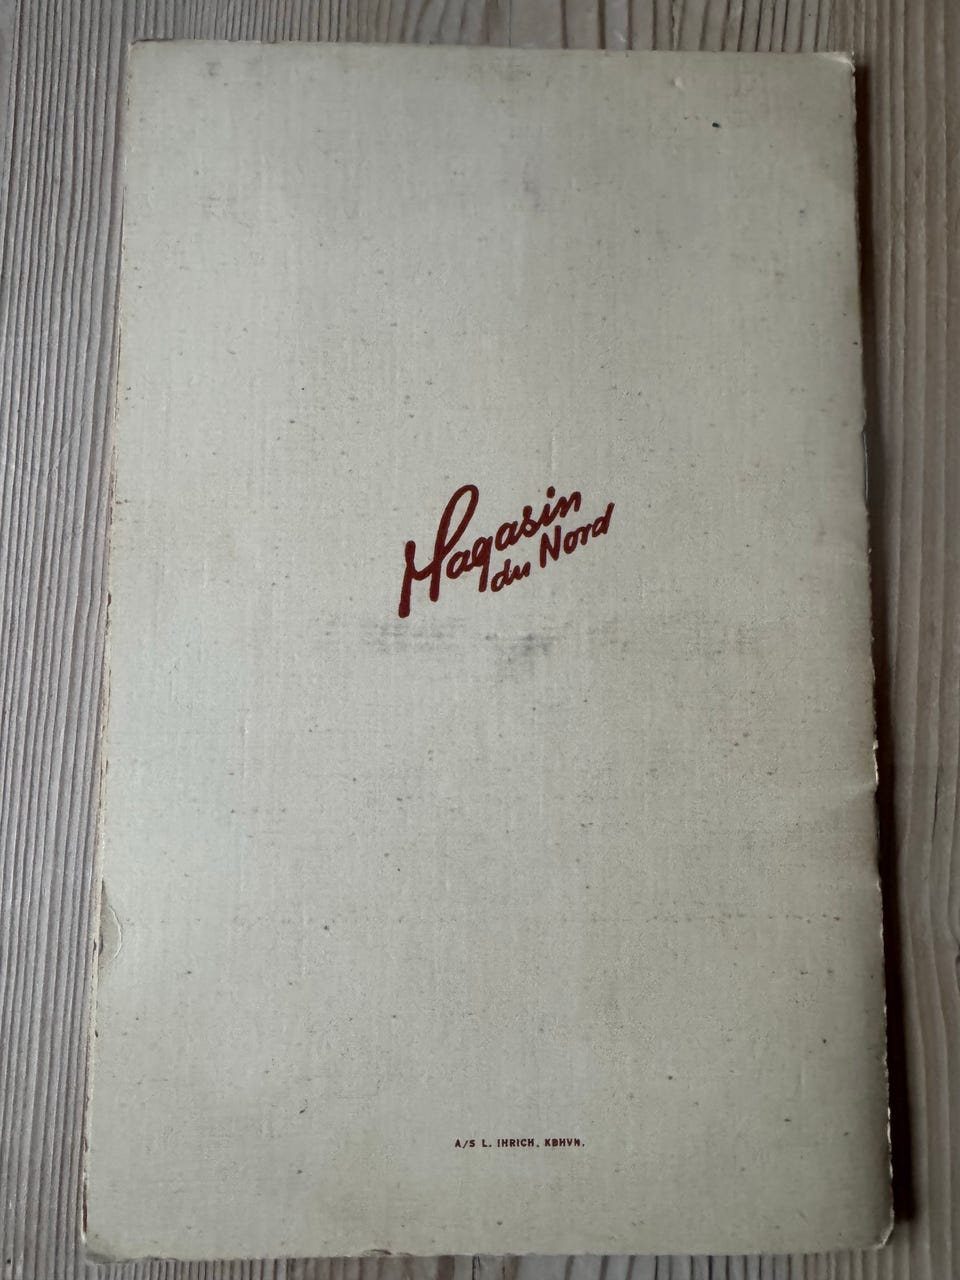 Magasin
du Nord
A/S L. IHRICH. KBHVN.